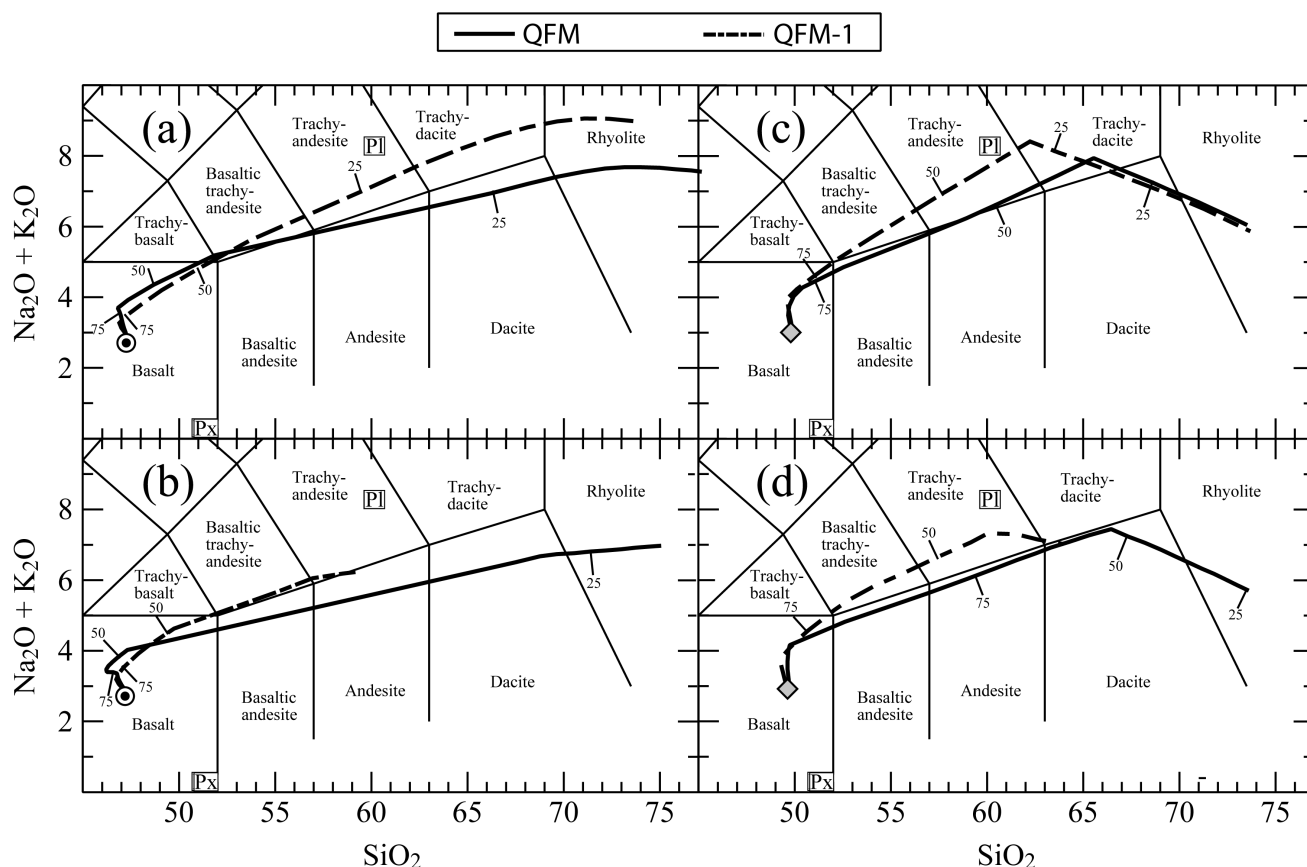 QFM QFM-1
(a)
Trachy-
andesite
Pl
Trachy-
dacite
Rhyolite
Basaltic
trachy-
andesite
Trachy-
basalt
25
25
50
50
75
75
Basalt
Basaltic
andesite
Andesite
Dacite
Px
Na2O + K2O
8
6
4
2
(c)
Trachy-
andesite
Pl
Trachy-
dacite
Rhyolite
Basaltic
trachy-
andesite
Trachy-
basalt
25
50
50
25
75
75
Basalt
Basaltic
andesite
Andesite
Dacite
Px
(b)
Trachy-
andesite
Pl
Trachy-
dacite
Rhyolite
Basaltic
trachy-
andesite
Trachy-
basalt
50
50
25
75
75
Basalt
Basaltic
andesite
Andesite
Dacite
Px
Na2O + K2O
8
6
4
2
50 55 60 65 70 75
SiO2
(d)
Trachy-
andesite
Pl
Trachy-
dacite
Rhyolite
Basaltic
trachy-
andesite
Trachy-
basalt
50
50
75
75
25
Basalt
Basaltic
andesite
Andesite
Dacite
Px
50 55 60 65 70 75
SiO2